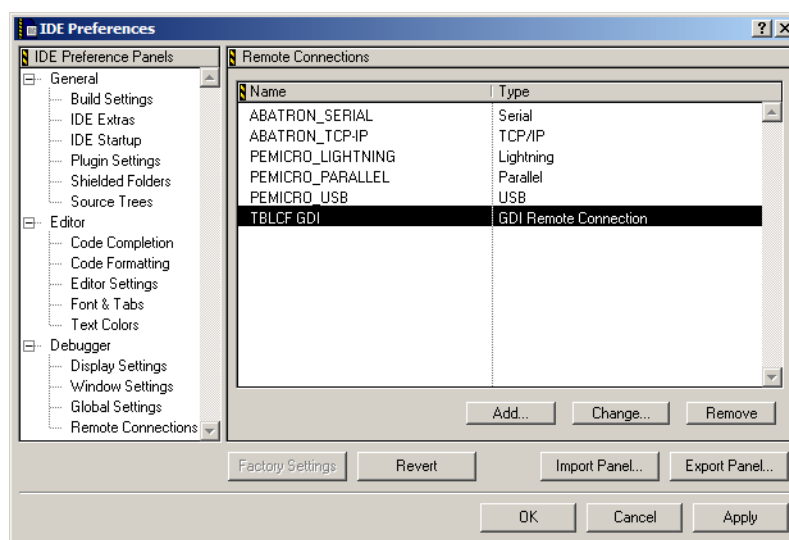 IDE Preferences
IDE Preference Panels
General
Build Settings
IDE Extras
IDE Startup
Plugin Settings
Shielded Folders
Source Trees
Editor
Code Completion
Code Formatting
Editor Settings
Font & Tabs
Text Colors
Debugger
Display Settings
Window Settings
Global Settings
Remote Connections
Remote Connections
Name Type
ABATRON_SERIAL Serial
ABATRON_TCP-IP TCP/IP
PEMICRO_LIGHTNING Lightning
PEMICRO_PARALLEL Parallel
PEMICRO_USB USB
TBLCF GDI GDI Remote Connection
Add... Change... Remove
Factory Settings Revert Import Panel... Export Panel...
OK Cancel Apply